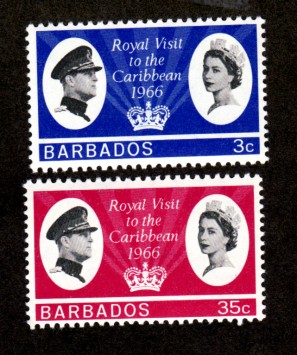 Royal Visit
to the
Caribbean
1966
BARBADOS 3c
Royal Visit
to the
Caribbean
1966
BARBADOS 35c